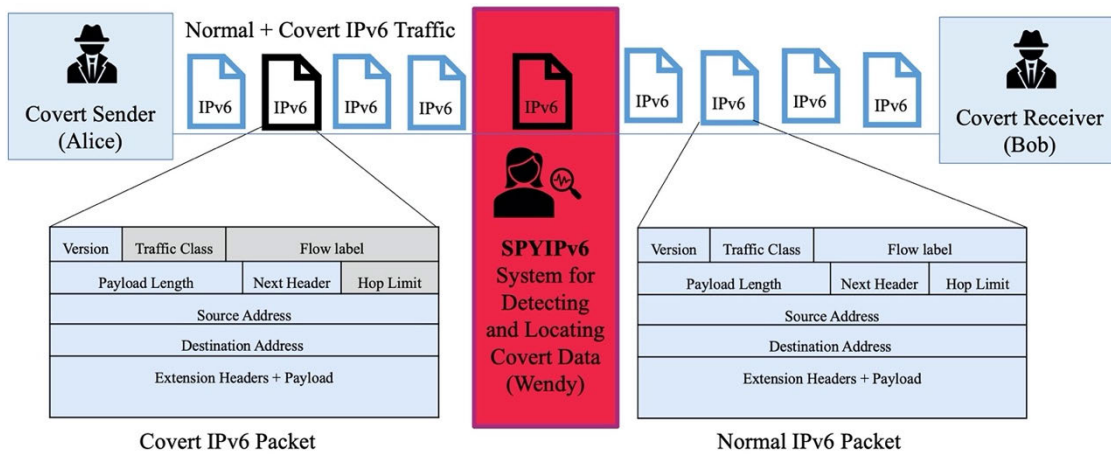 Normal + Covert IPv6 Traffic
Covert Sender
(Alice)
IPv6
IPv6
IPv6
IPv6
IPv6
IPv6
IPv6
IPv6
IPv6
Covert Receiver
(Bob)
SPYIPv6
System for
Detecting
and Locating
Covert Data
(Wendy)
Version Traffic Class Flow label
Payload Length Next Header Hop Limit
Source Address
Destination Address
Extension Headers + Payload
Covert IPv6 Packet
Version Traffic Class Flow label
Payload Length Next Header Hop Limit
Source Address
Destination Address
Extension Headers + Payload
Normal IPv6 Packet